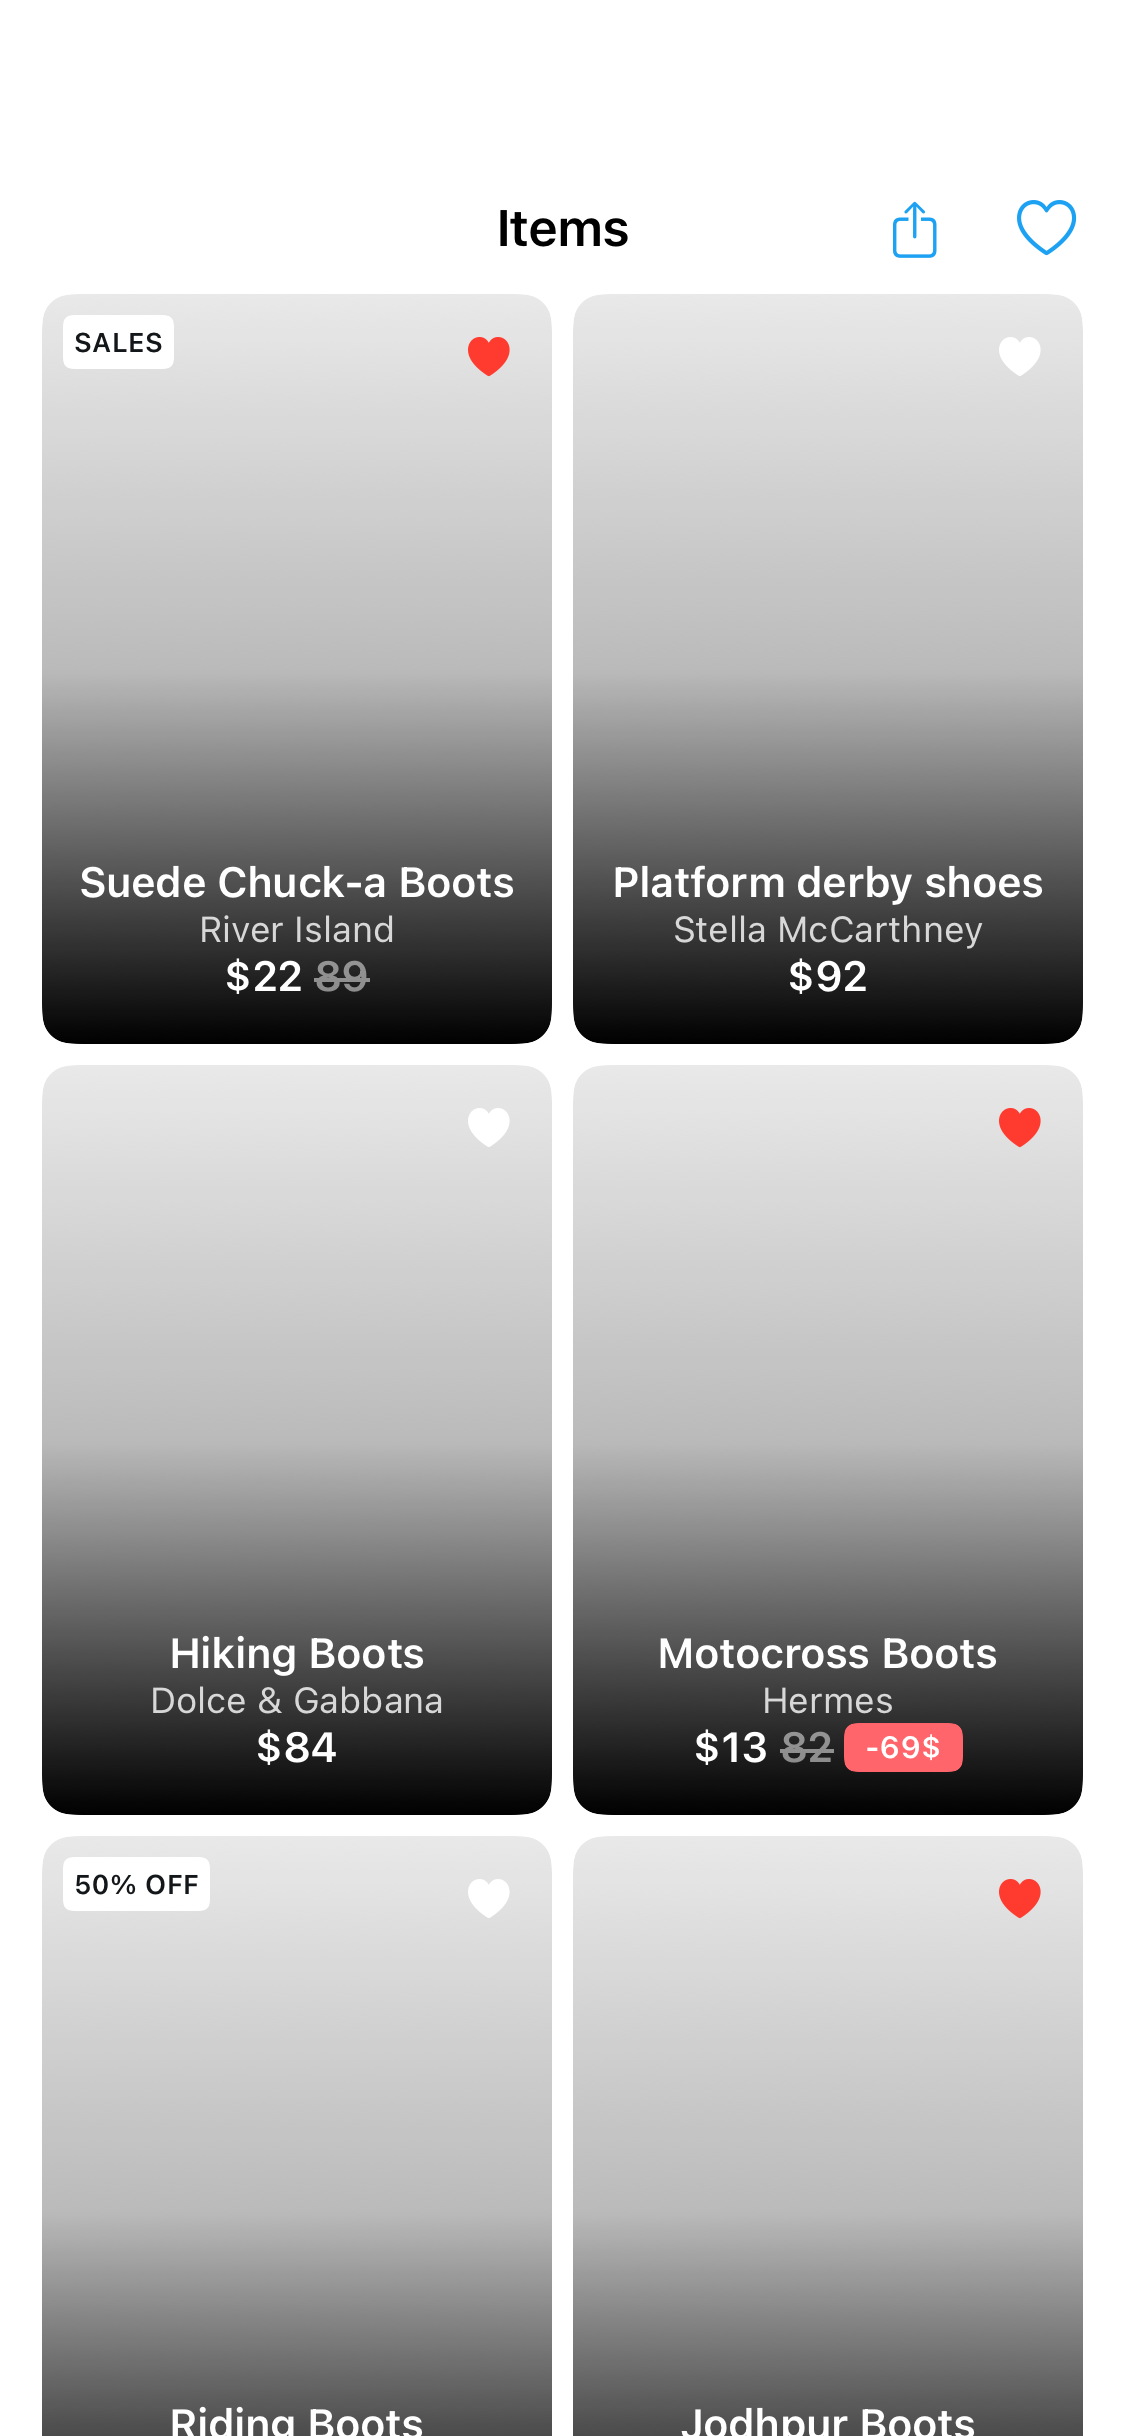 Items
SALES
Suede Chuck-a Boots
River Island
$22 89
Platform derby shoes
Stella McCarthney
$92
Hiking Boots
Dolce & Gabbana
$84
Motocross Boots
Hermes
$13 82 -69$
50% OFF
Riding Boots
Jodhpur Boots